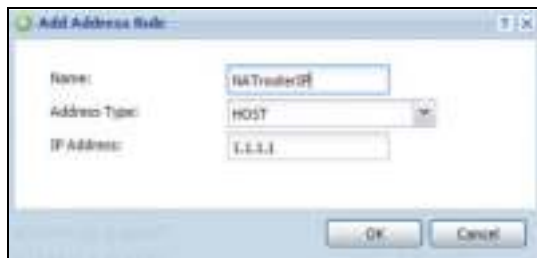 Add Address Rule
? X
Name: NATrouterIP
Address Type: HOST
IP Address: 1.1.1.1
OK Cancel